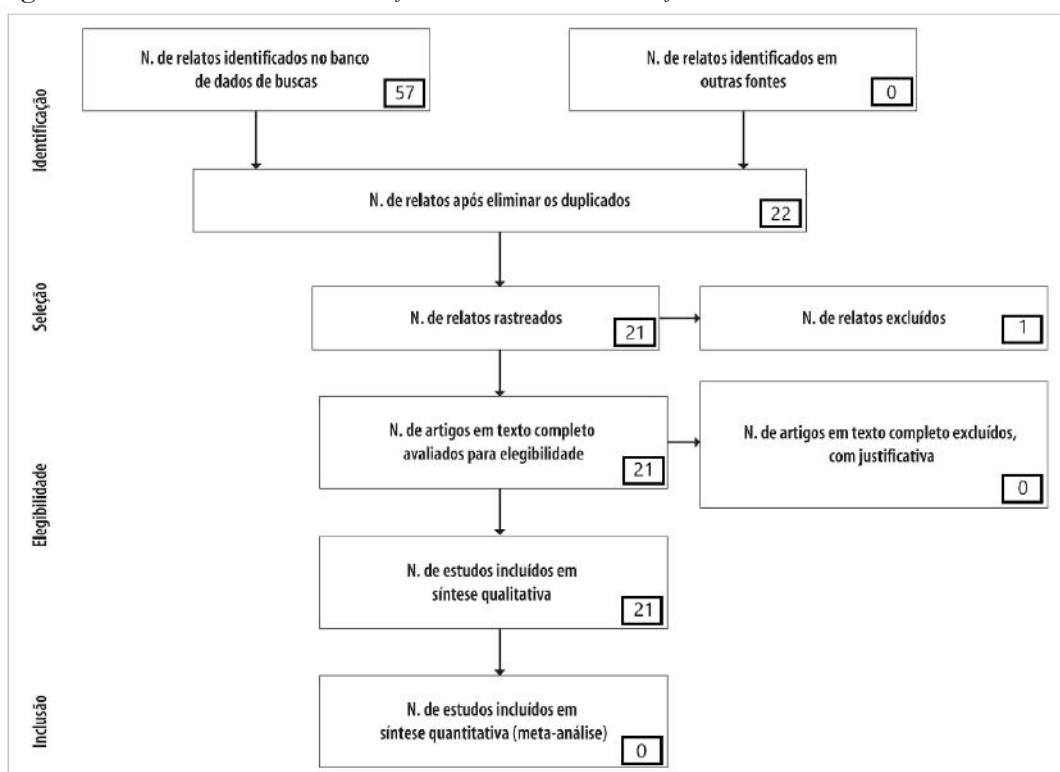 N. de relatos identificados no banco
de dados de buscas
57
N. de relatos identificados em
outras fontes
0
Identificação
N. de relatos após eliminar os duplicados
22
Seleção
N. de relatos rastreados
21
N. de relatos excluídos
1
Elegibilidade
N. de artigos em texto completo
avaliados para elegibilidade
21
N. de artigos em texto completo excluídos,
com justificativa
0
N. de estudos incluídos em
síntese qualitativa
21
Inclusão
N. de estudos incluídos em
síntese quantitativa (meta-análise)
0